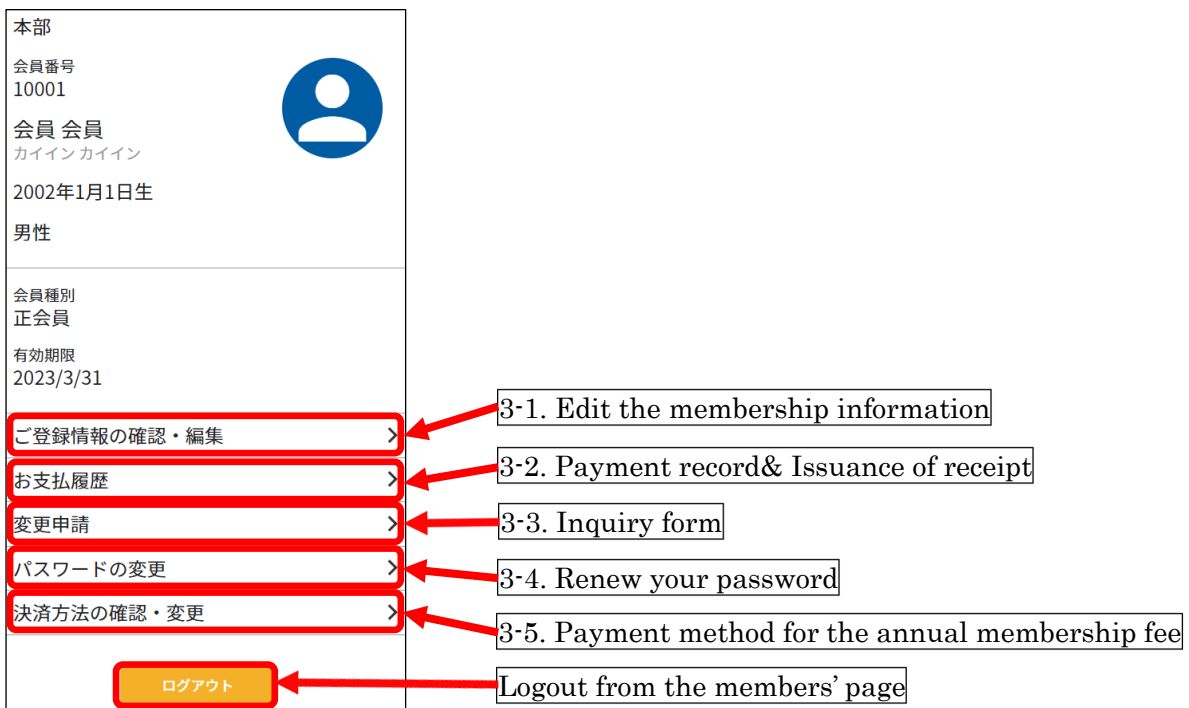 本部
会員番号
10001
会員 会員
カイイン カイイン
2002年1月1日生
男性
会員種別
正会員
有効期限
2023/3/31
ご登録情報の確認・編集
3-1. Edit the membership information
お支払履歴
3-2. Payment record& Issuance of receipt
変更申請
3-3. Inquiry form
パスワードの変更
3-4. Renew your password
決済方法の確認・変更
3-5. Payment method for the annual membership fee
ログアウト
Logout from the members’ page